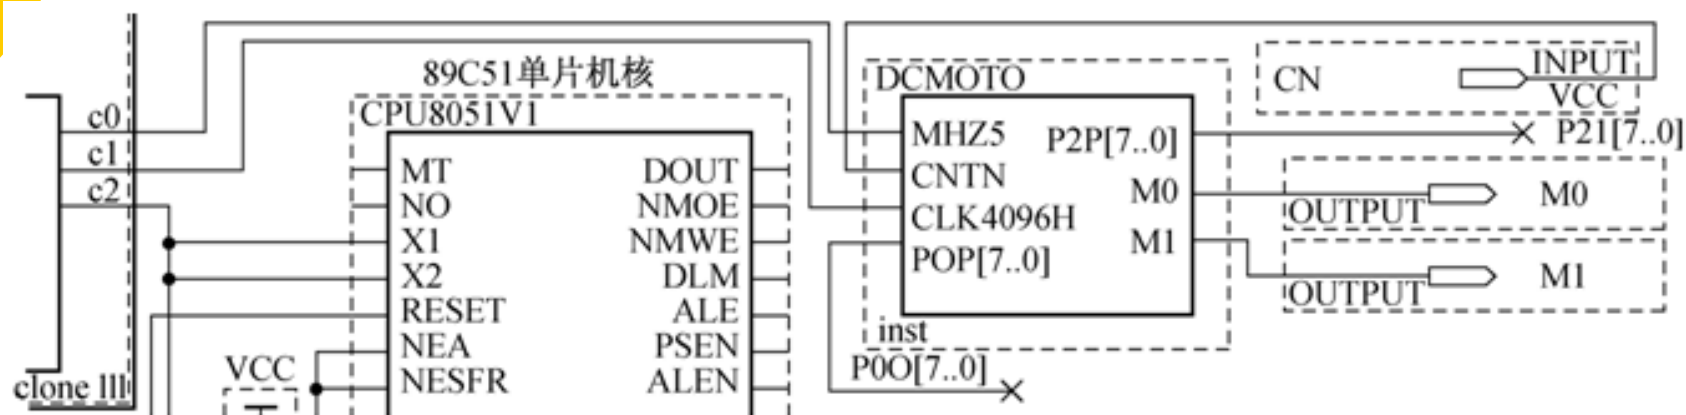 c0
c1
c2
clone III
VCC
89C51单片机核
CPU8051V1
MT
NO
X1
X2
RESET
NEA
NESFR
DOUT
NMOE
NMWE
DLM
ALE
PSEN
ALEN
DCMOTO
MHZ5
CNTN
CLK4096H
POP[7..0]
P2P[7..0]
M0
M1
inst
P0O[7..0]
CN
INPUT
VCC
P21[7..0]
OUTPUT
M0
OUTPUT
M1